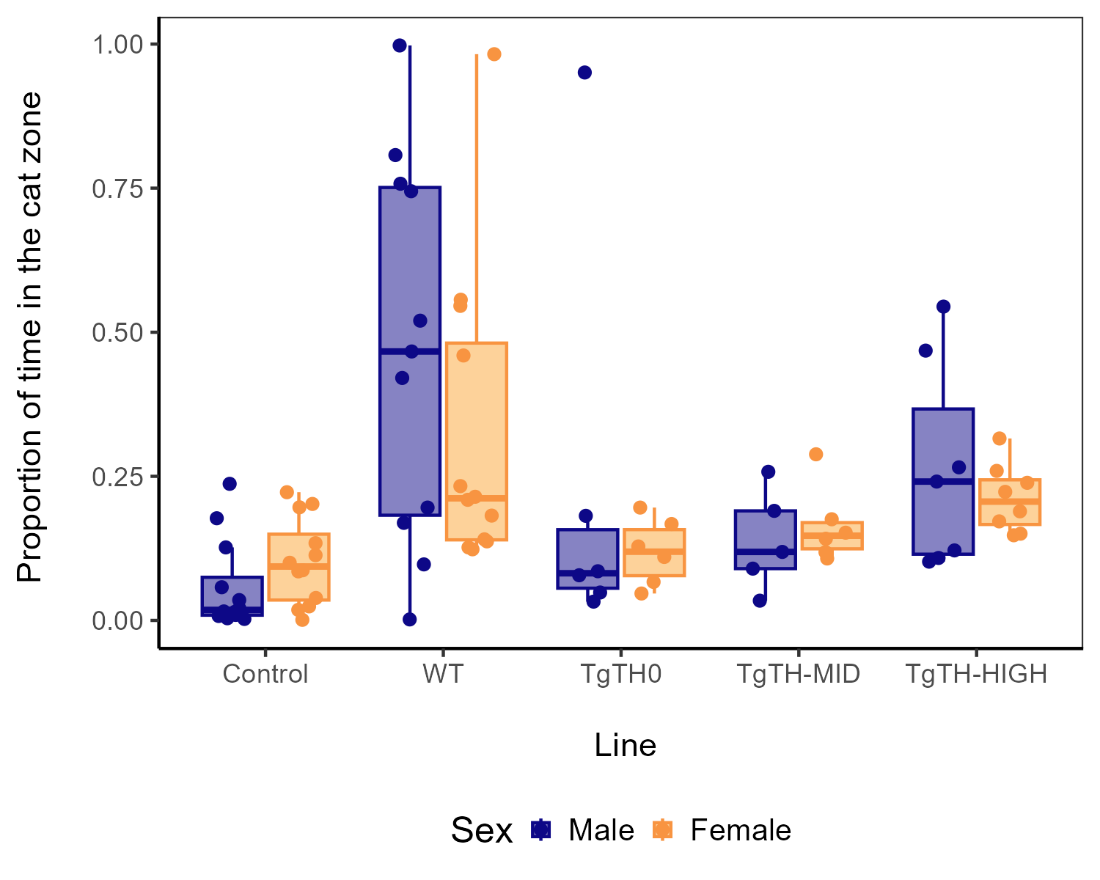 Proportion of time in the cat zone
1.00
0.75
0.50
0.25
0.00
Control WT TgTH0 TgTH-MID TgTH-HIGH
Line
Sex Male Female